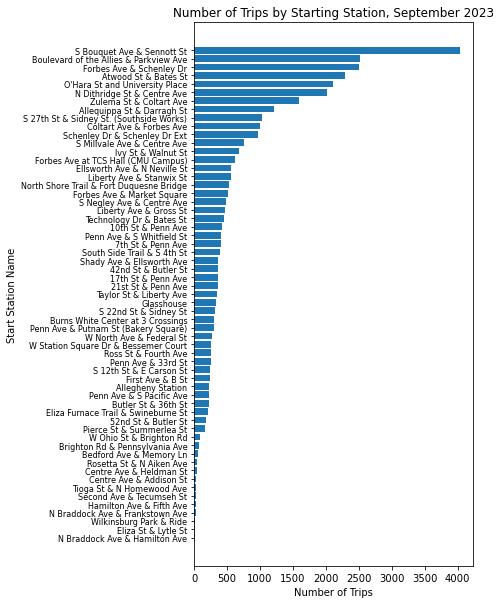 Number of Trips by Starting Station, September 2023
S Bouquet Ave & Sennott St
Boulevard of the Allies & Parkview Ave
Forbes Ave & Schenley Dr
Atwood St & Bates St
O'Hara St and University Place
N Dithridge St & Centre Ave
Zulema St & Coltart Ave
Allequippa St & Darragh St
S 27th St & Sidney St. (Southside Works)
Coltart Ave & Forbes Ave
Schenley Dr & Schenley Dr Ext
S Millvale Ave & Centre Ave
Ivy St & Walnut St
Forbes Ave at TCS Hall (CMU Campus)
Ellsworth Ave & N Neville St
Liberty Ave & Stanwix St
North Shore Trail & Fort Duquesne Bridge
Forbes Ave & Market Square
S Negley Ave & Centre Ave
Liberty Ave & Gross St
Technology Dr & Bates St
10th St & Penn Ave
Penn Ave & S Whitfield St
7th St & Penn Ave
South Side Trail & S 4th St
Shady Ave & Ellsworth Ave
42nd St & Butler St
17th St & Penn Ave
21st St & Penn Ave
Taylor St & Liberty Ave
Glasshouse
S 22nd St & Sidney St
Burns White Center at 3 Crossings
Penn Ave & Putnam St (Bakery Square)
W North Ave & Federal St
W Station Square Dr & Bessemer Court
Ross St & Fourth Ave
Penn Ave & 33rd St
S 12th St & E Carson St
First Ave & B St
Allegheny Station
Penn Ave & S Pacific Ave
Butler St & 36th St
Eliza Furnace Trail & Swineburne St
52nd St & Butler St
Pierce St & Summerlea St
W Ohio St & Brighton Rd
Brighton Rd & Pennsylvania Ave
Bedford Ave & Memory Ln
Rosetta St & N Aiken Ave
Centre Ave & Heldman St
Centre Ave & Addison St
Tioga St & N Homewood Ave
Second Ave & Tecumseh St
Hamilton Ave & Fifth Ave
N Braddock Ave & Frankstown Ave
Wilkinsburg Park & Ride
Eliza St & Lytle St
N Braddock Ave & Hamilton Ave
Start Station Name
0 500 1000 1500 2000 2500 3000 3500 4000
Number of Trips